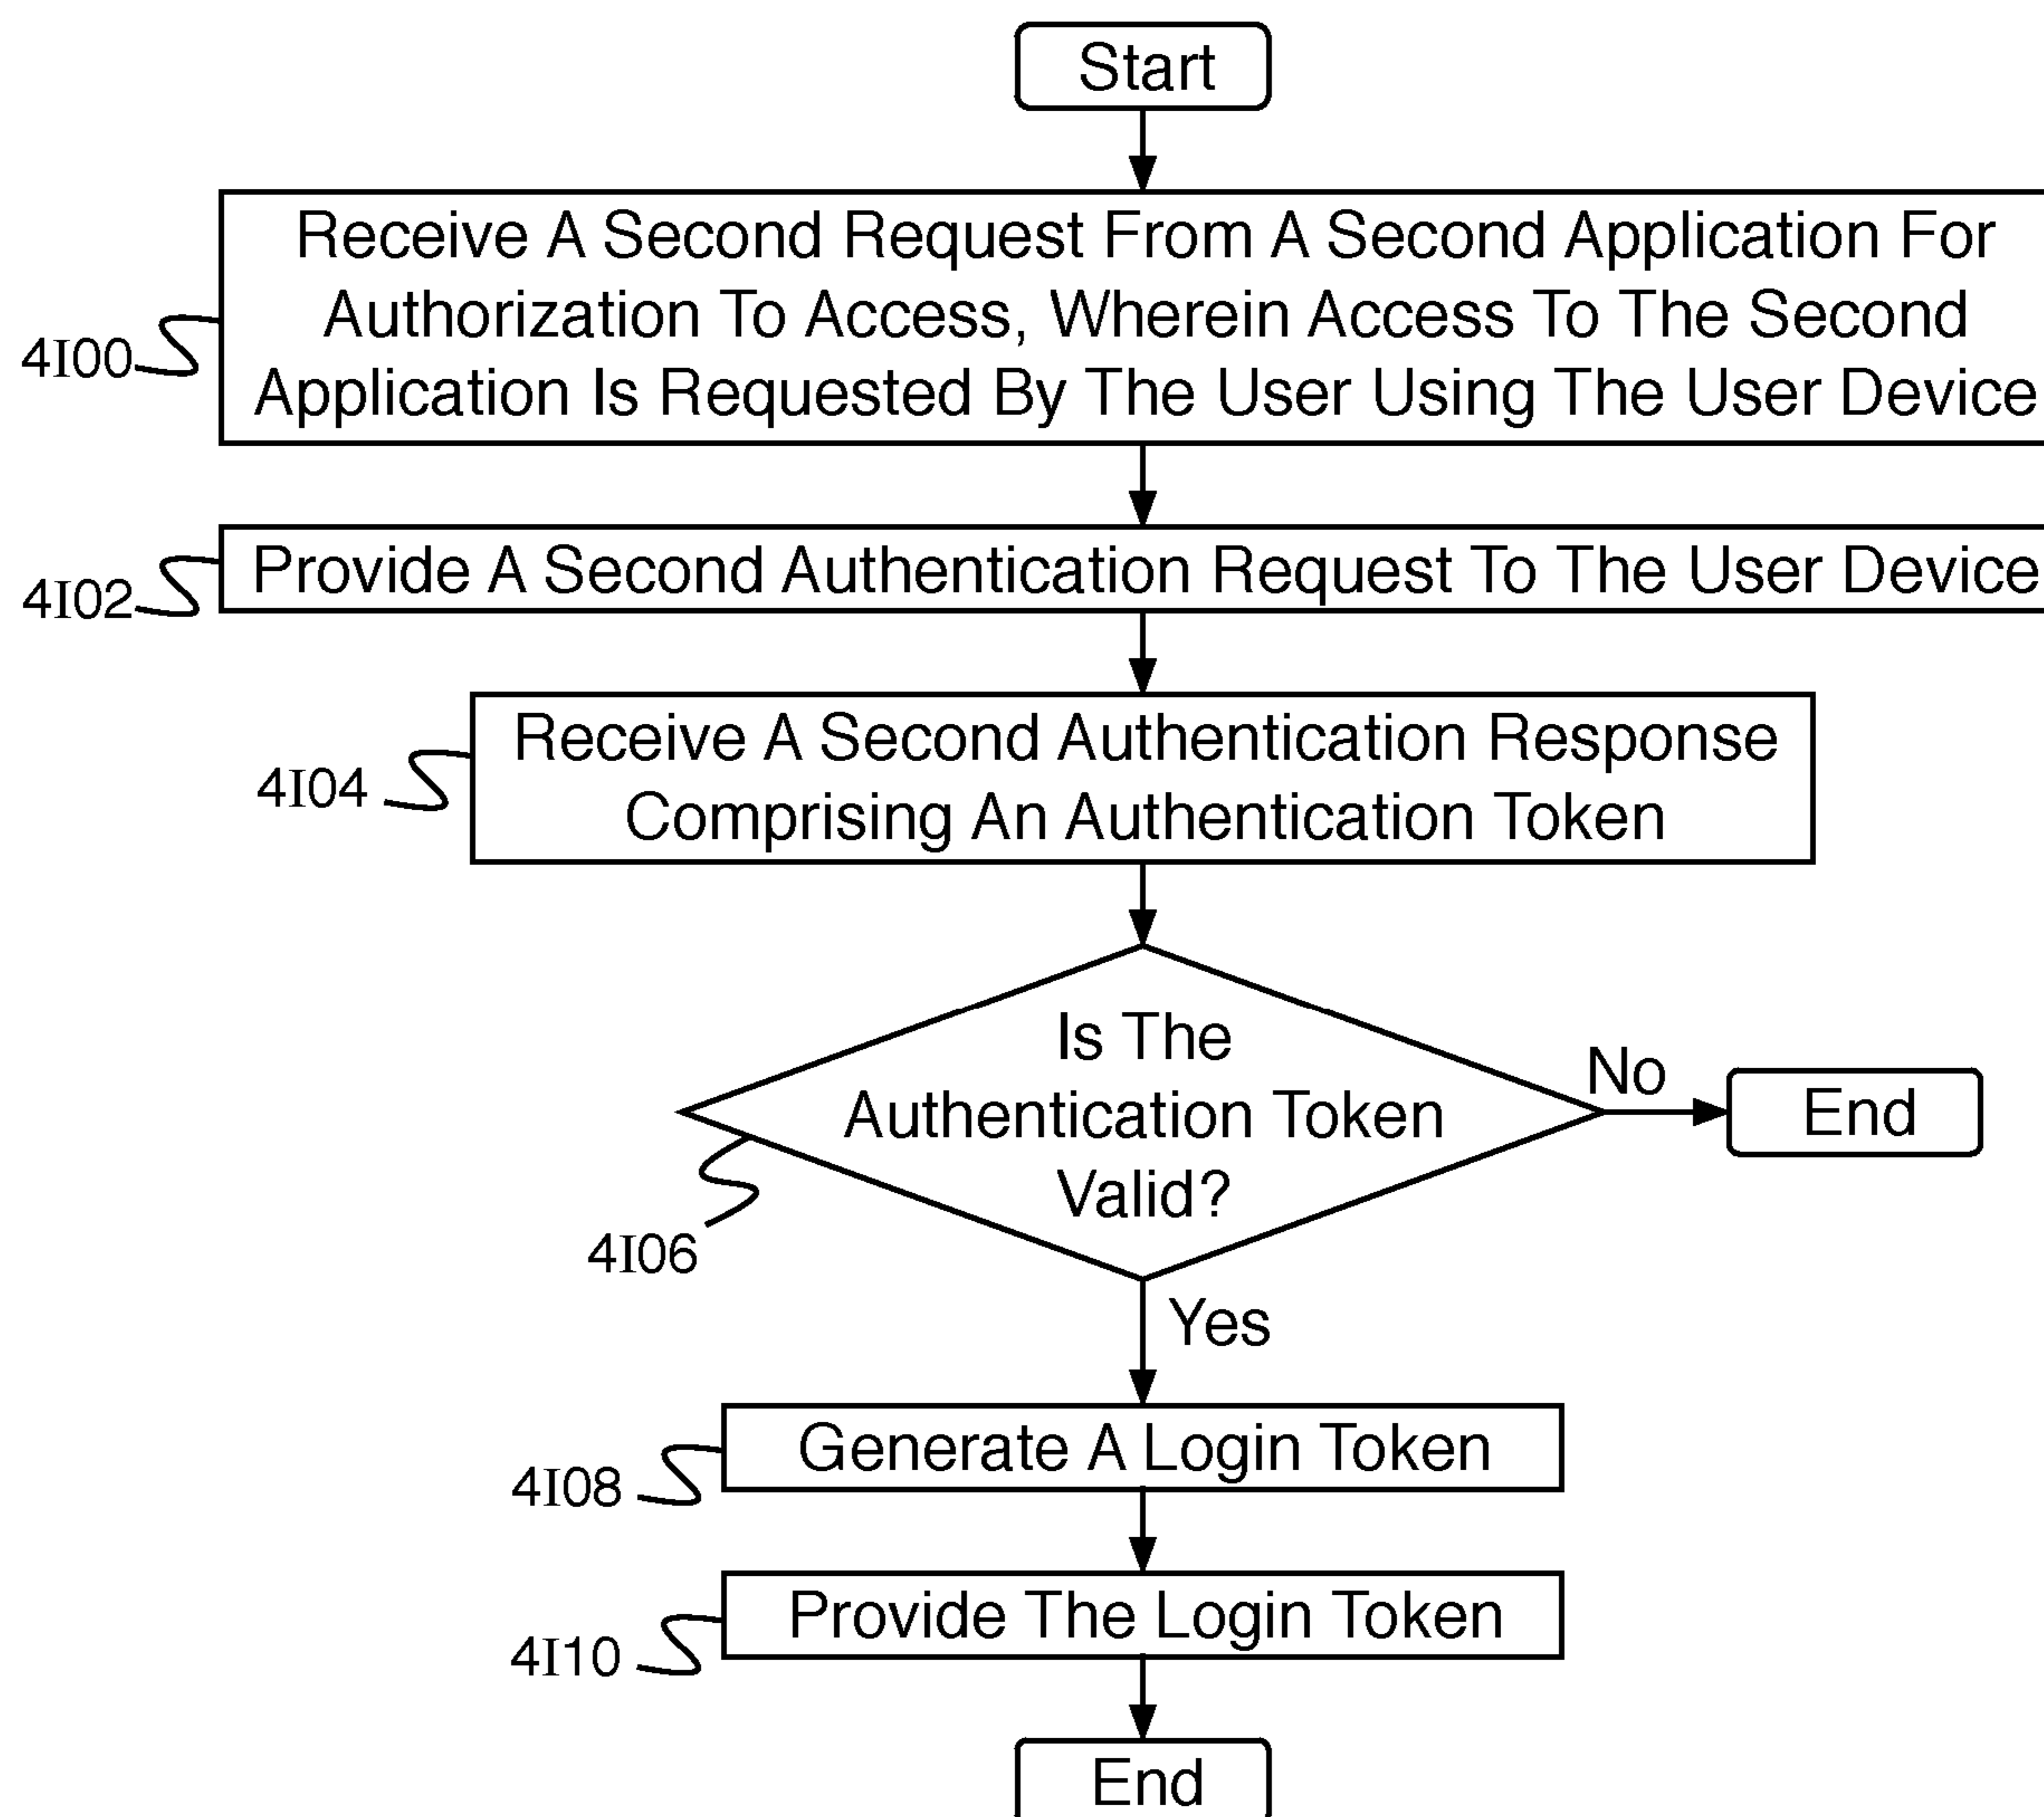 Start
Receive A Second Request From A Second Application For
Authorization To Access, Wherein Access To The Second
Application Is Requested By The User Using The User Device
4I00
Provide A Second Authentication Request To The User Device
4I02
Receive A Second Authentication Response
Comprising An Authentication Token
4I04
Is The
Authentication Token
Valid?
No
End
4I06
Yes
Generate A Login Token
4I08
Provide The Login Token
4I10
End